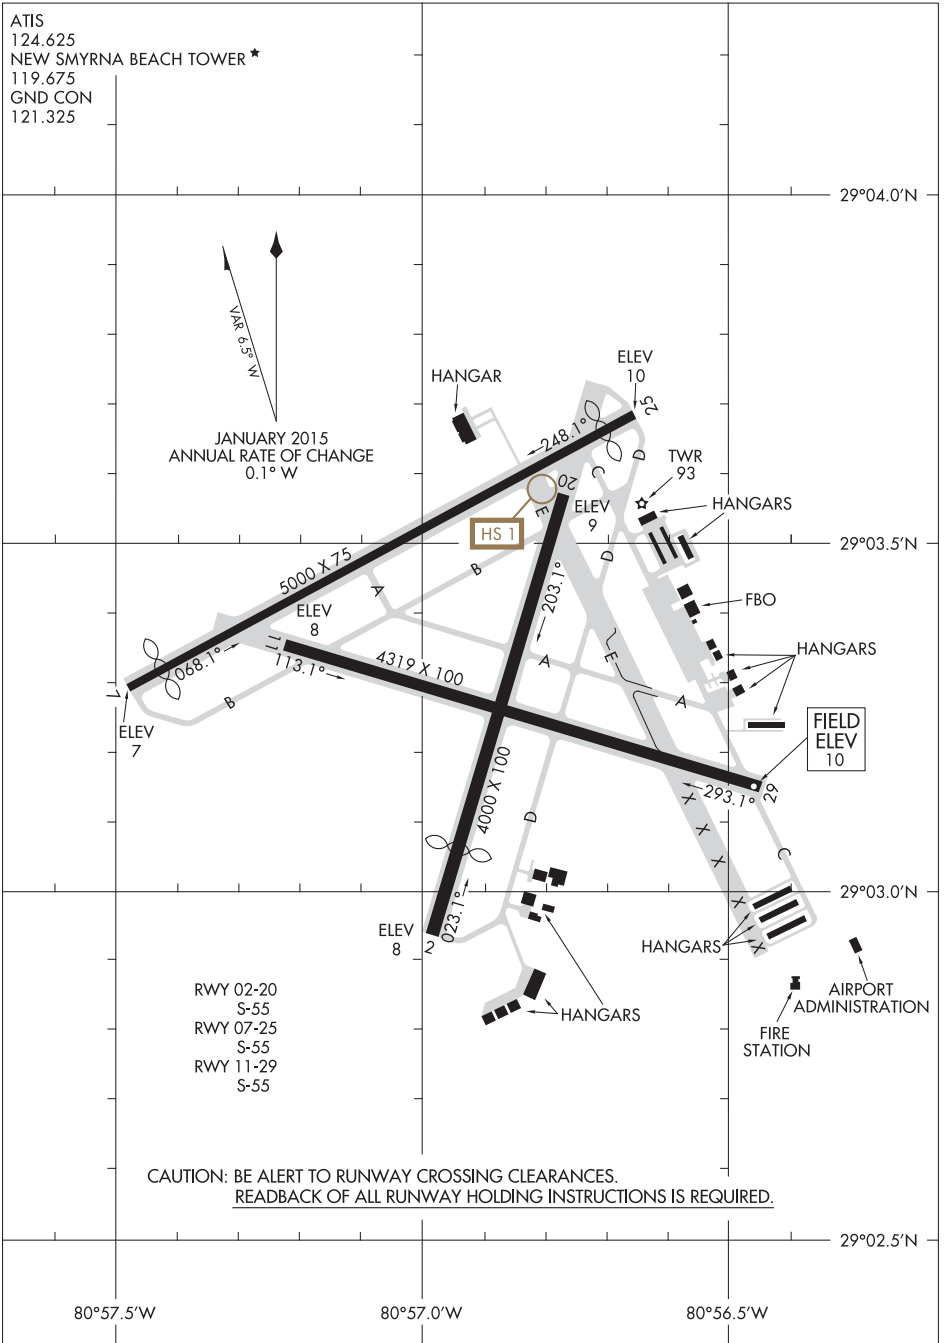 ATIS
124.625
NEW SMYRNA BEACH TOWER
119.675
GND CON
121.325
29°04.0'N
VAR 6.5° W
JANUARY 2015
ANNUAL RATE OF CHANGE
0.1° W
HANGAR
ELEV
10
25
248.1°
C
D
TWR
93
20
HANGARS
E
ELEV
9
HS 1
29°03.5'N
5000 X 75
B
D
A
203.1°
FBO
ELEV
8
11
113.1°
4319 X 100
A
E
HANGARS
068.1°
7
B
A
ELEV
7
FIELD
ELEV
10
4000 X 100
293.1°
29
X
X
X
X
X
D
C
29°03.0'N
023.1°
ELEV
8
2
HANGARS
HANGARS
AIRPORT
ADMINISTRATION
FIRE
STATION
RWY 02-20
S-55
RWY 07-25
S-55
RWY 11-29
S-55
CAUTION: BE ALERT TO RUNWAY CROSSING CLEARANCES.
READBACK OF ALL RUNWAY HOLDING INSTRUCTIONS IS REQUIRED.
29°02.5'N
80°57.5'W
80°57.0'W
80°56.5'W